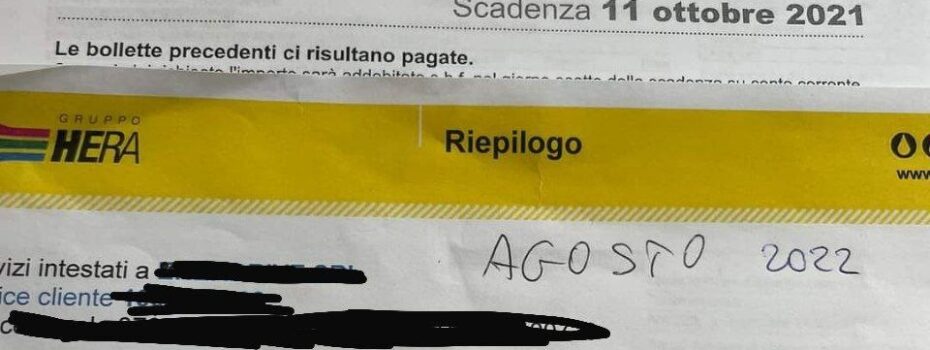 Scadenza 11 ottobre 2021
Le bollette precedenti ci risultano pagate.
GRUPPO
HERA
Riepilogo
www
AGOSTO 2022
vizi intestati a
ice cliente